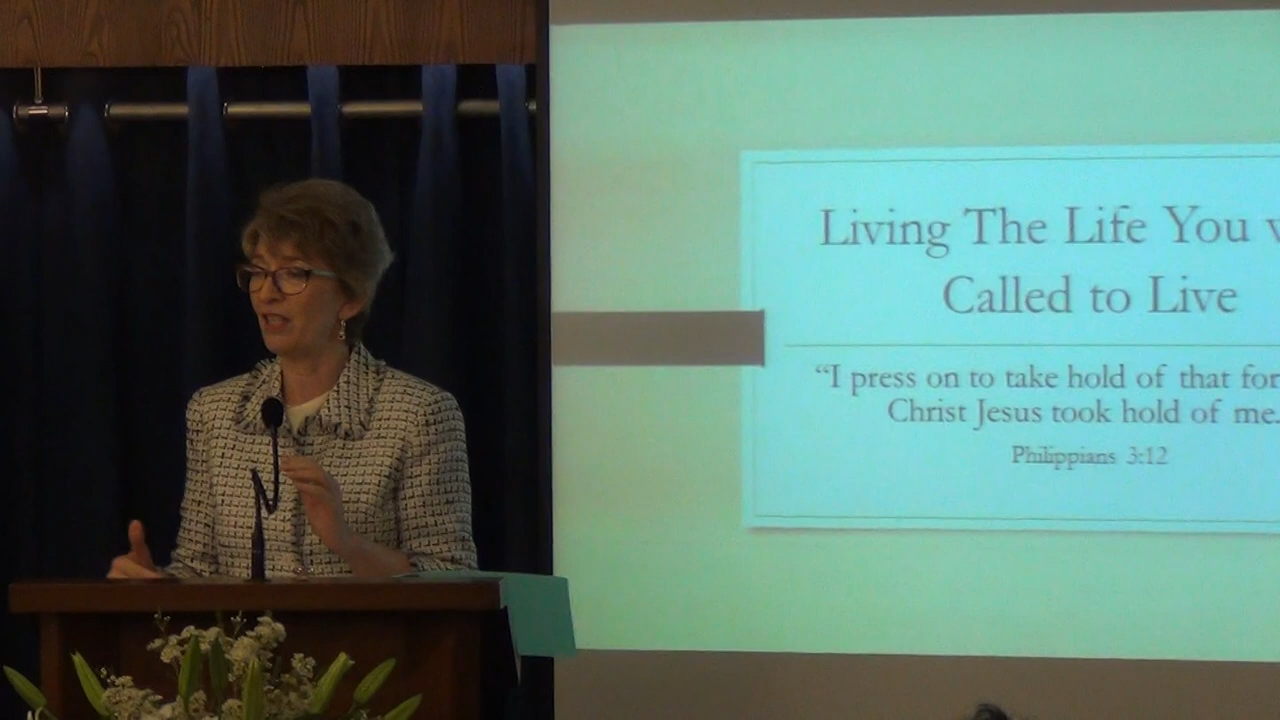 Living The Life You
Called to Live
“I press on to take hold of that for
Christ Jesus took hold of me.
Philippians 3:12